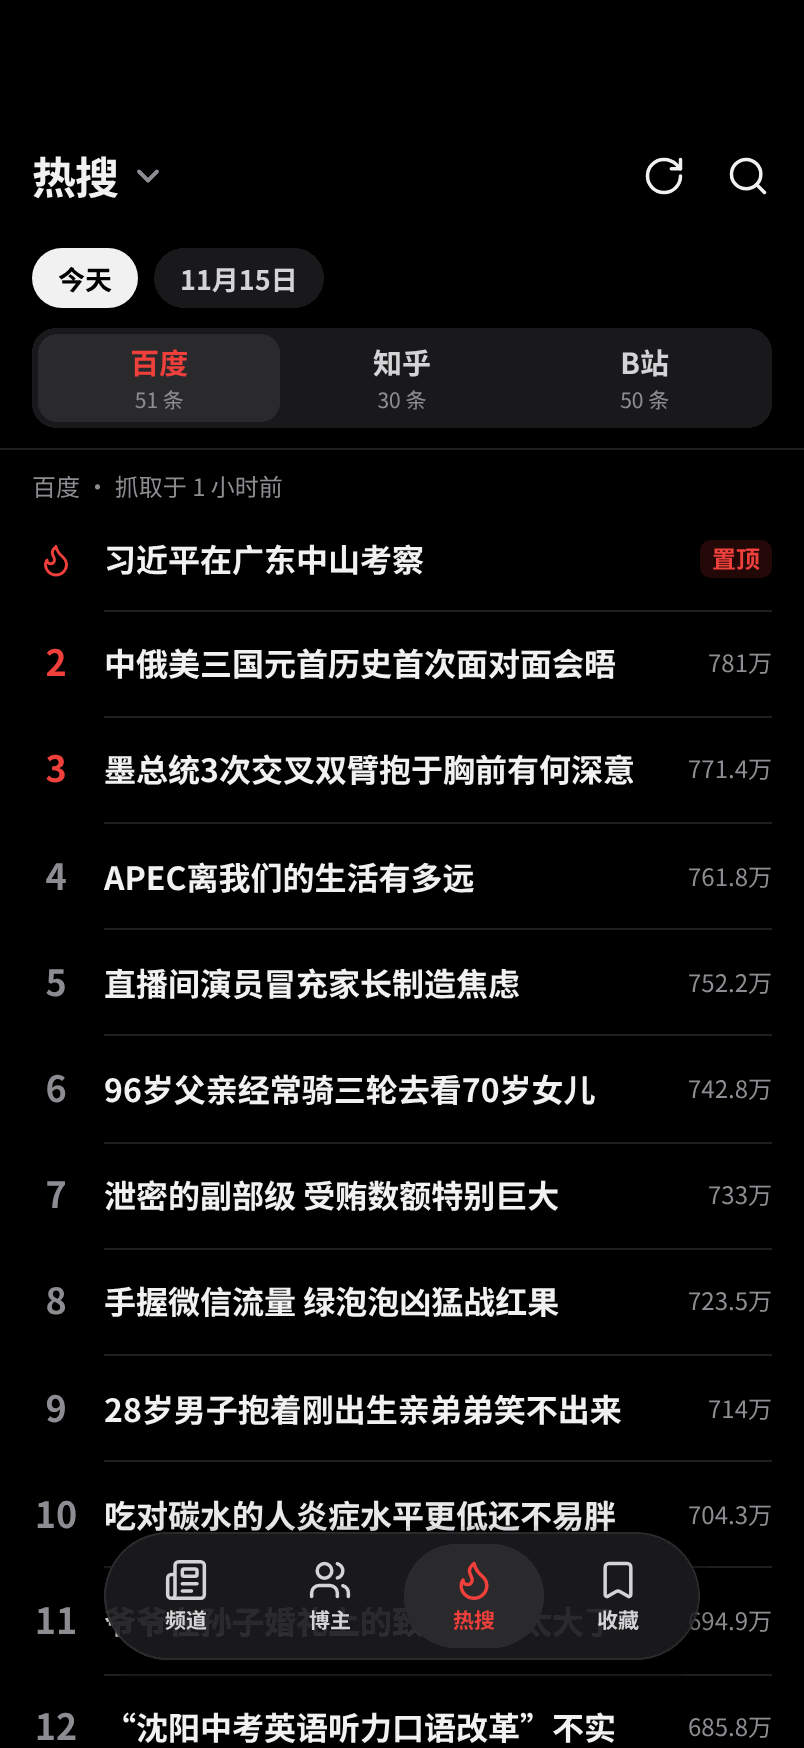 热搜
今天 11月15日
百度 知乎 B站
51 条 30 条 50 条
百度 · 抓取于 1 小时前
习近平在广东中山考察 置顶
2 中俄美三国元首历史首次面对面会晤 781万
3 墨总统3次交叉双臂抱于胸前有何深意 771.4万
4 APEC离我们的生活有多远 761.8万
5 直播间演员冒充家长制造焦虑 752.2万
6 96岁父亲经常骑三轮去看70岁女儿 742.8万
7 泄密的副部级 受贿数额特别巨大 733万
8 手握微信流量 绿泡泡凶猛战红果 723.5万
9 28岁男子抱着刚出生亲弟弟笑不出来 714万
10 吃对碳水的人炎症水平更低还不易胖 704.3万
11 孙子婚礼上的致 太大了 694.9万
频道 博主 热搜 收藏
12 “沈阳中考英语听力口语改革”不实 685.8万